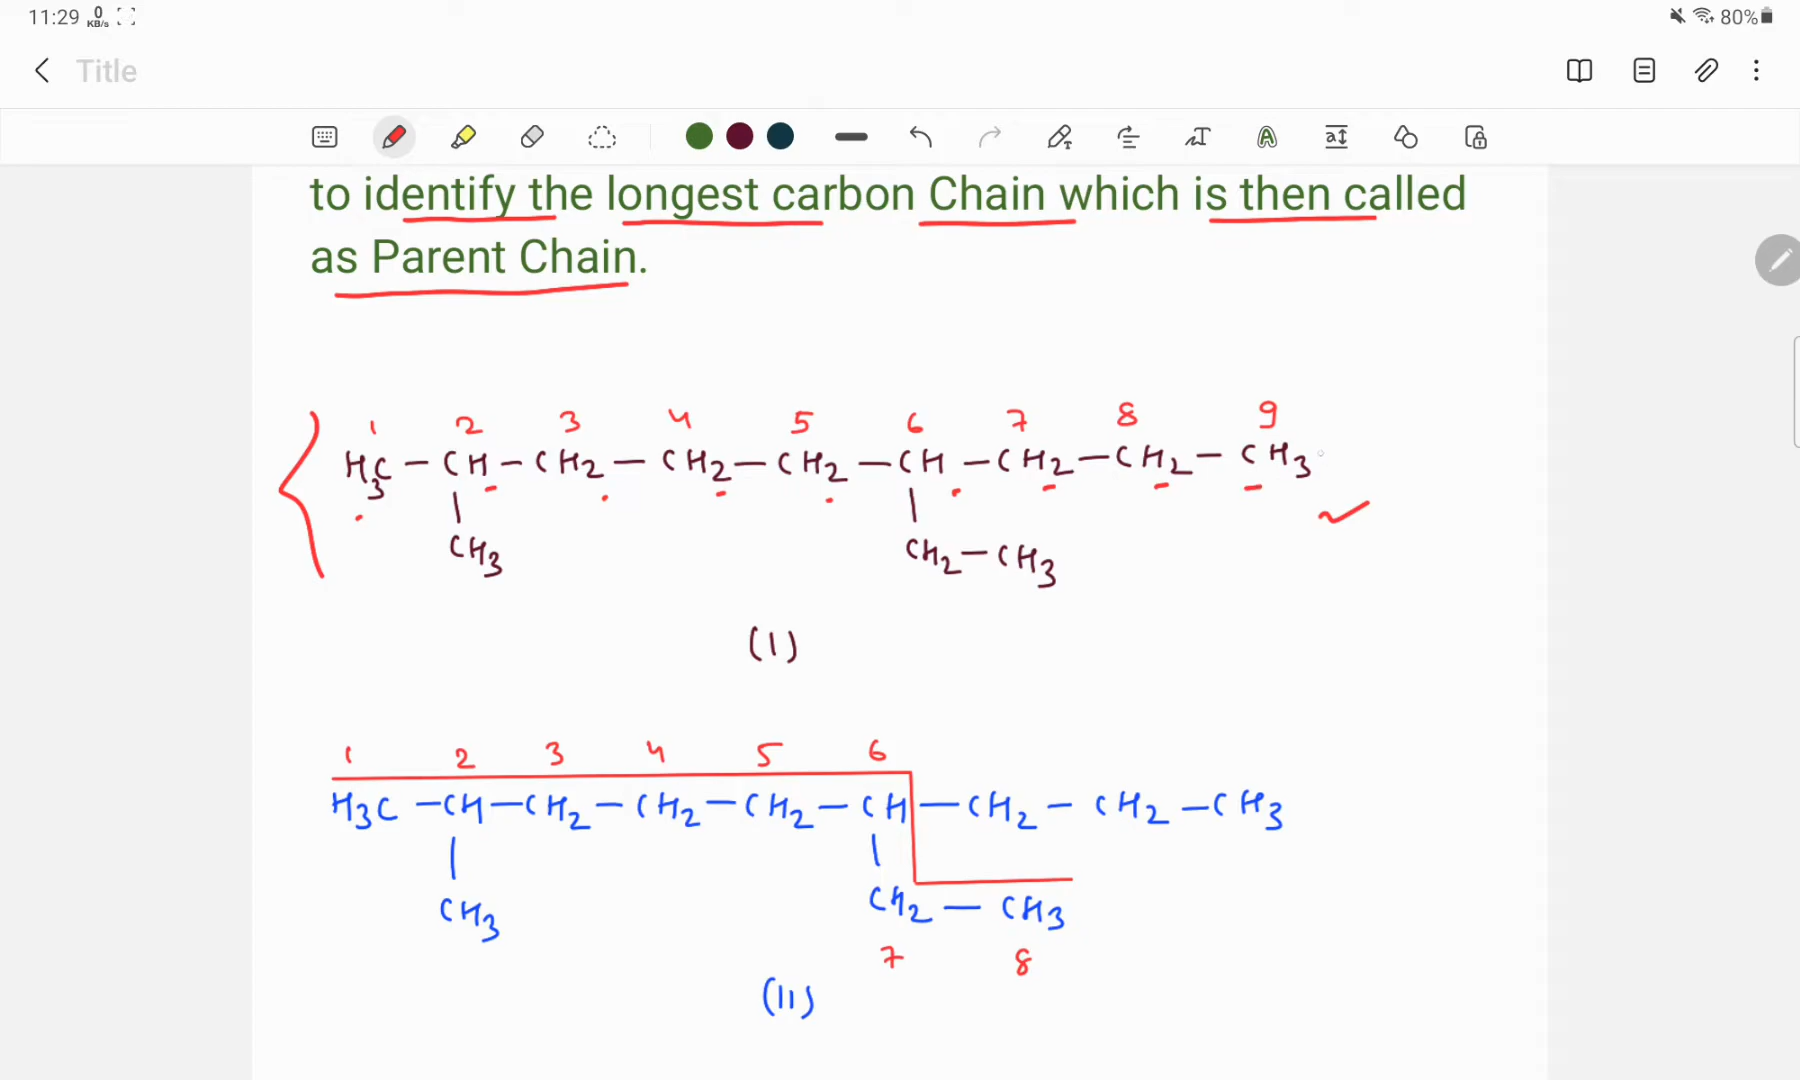 11:29 0 KB/s 80%
Title
to identify the longest carbon Chain which is then called
as Parent Chain.
1 2 3 4 5 6 7 8 9
H3C — CH — CH2 — CH2 — CH2 — CH — CH2 — CH2 — CH3
CH3 CH2 — CH3
(I)
1 2 3 4 5 6
H3C — CH — CH2 — CH2 — CH2 — CH — CH2 — CH2 — CH3
CH3 CH2 — CH3
7 8
(II)